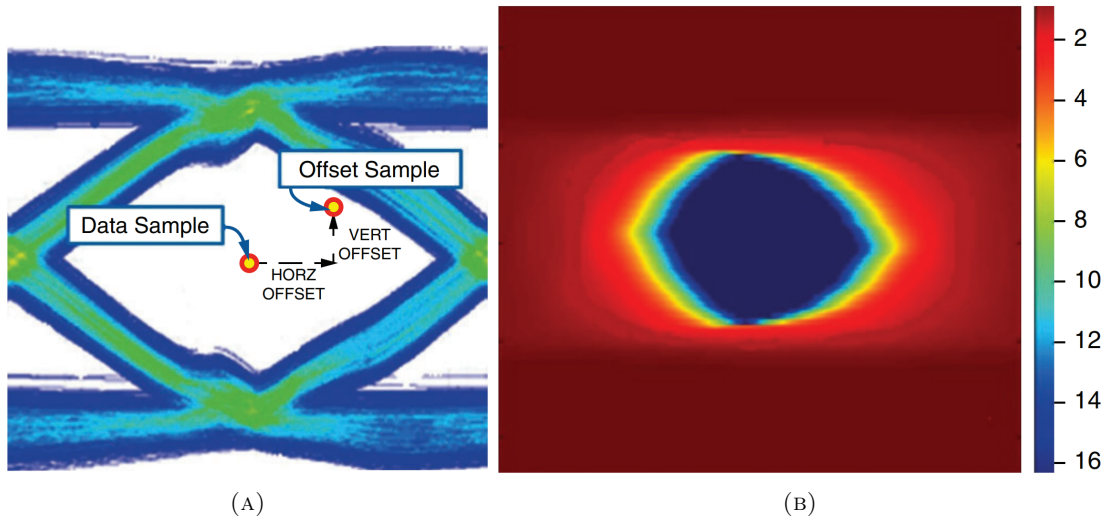 Offset Sample
Data Sample
VERT
OFFSET
HORZ
OFFSET
2
4
6
8
10
12
14
16
(A)
(B)